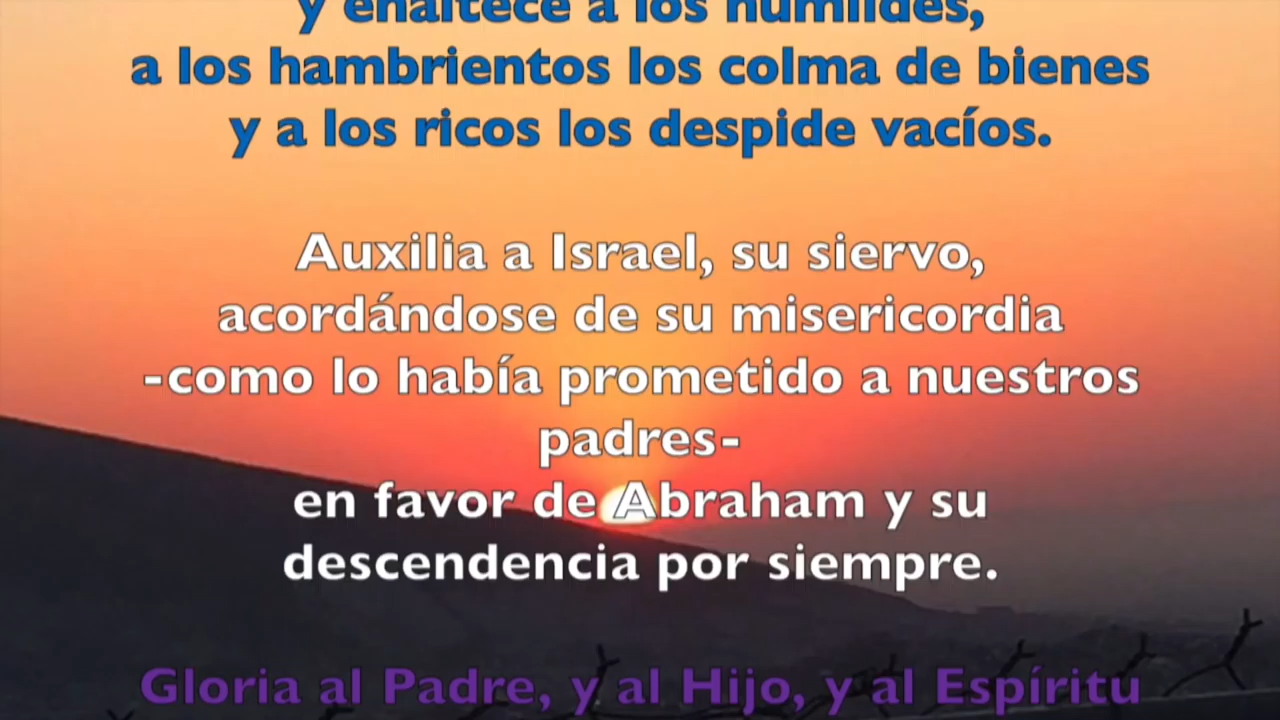 y enaltece a los humildes,
a los hambrientos los colma de bienes
y a los ricos los despide vacíos.
Auxilia a Israel, su siervo,
acordándose de su misericordia
-como lo había prometido a nuestros
padres-
en favor de Abraham y su
descendencia por siempre.
Gloria al Padre, y al Hijo, y al Espíritu